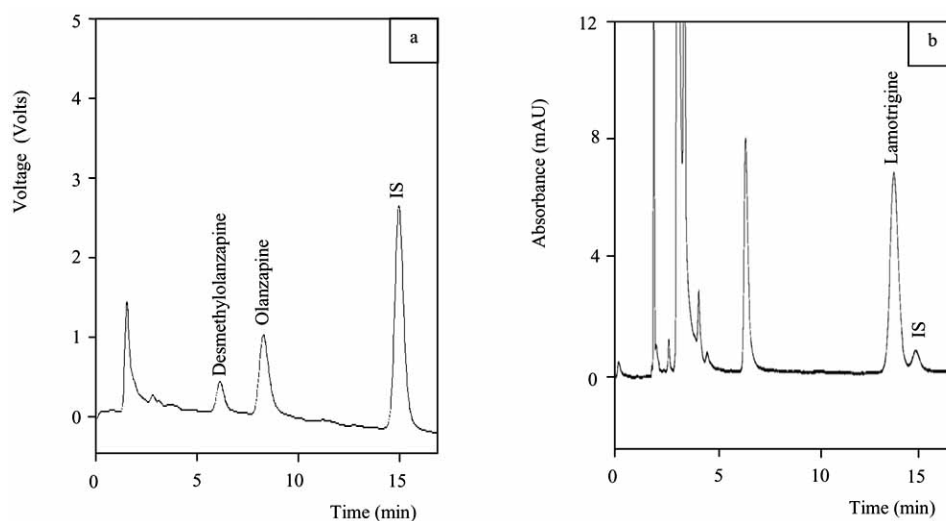 a
Voltage (Volts)
5
4
3
2
1
0
Desmethylolanzapine
Olanzapine
IS
0
5
10
15
Time (min)
b
Absorbance (mAU)
12
8
4
0
Lamotrigine
IS
0
5
10
15
Time (min)